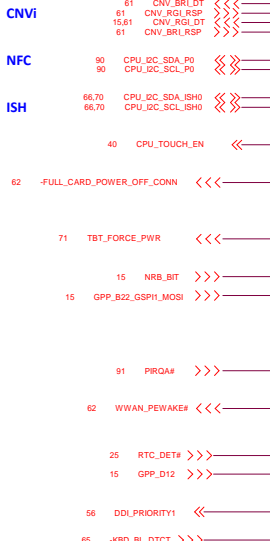 61 CNV_BRI_DT
CNVi 61 CNV_RGI_RSP
15,61 CNV_RGI_DT
61 CNV_BRI_RSP
NFC 90 CPU_I2C_SDA_P0
90 CPU_I2C_SCL_P0
66,70 CPU_I2C_SDA_ISH0
ISH 66,70 CPU_I2C_SCL_ISH0
40 CPU_TOUCH_EN
62 -FULL_CARD_POWER_OFF_CONN
71 TBT_FORCE_PWR
15 NRB_BIT
15 GPP_B22_GSPI1_MOSI
91 PIRQA#
62 WWAN_PEWAKE#
25 RTC_DET#
15 GPP_D12
56 DDI_PRIORITY1
65 -KBD_BL_DTCT